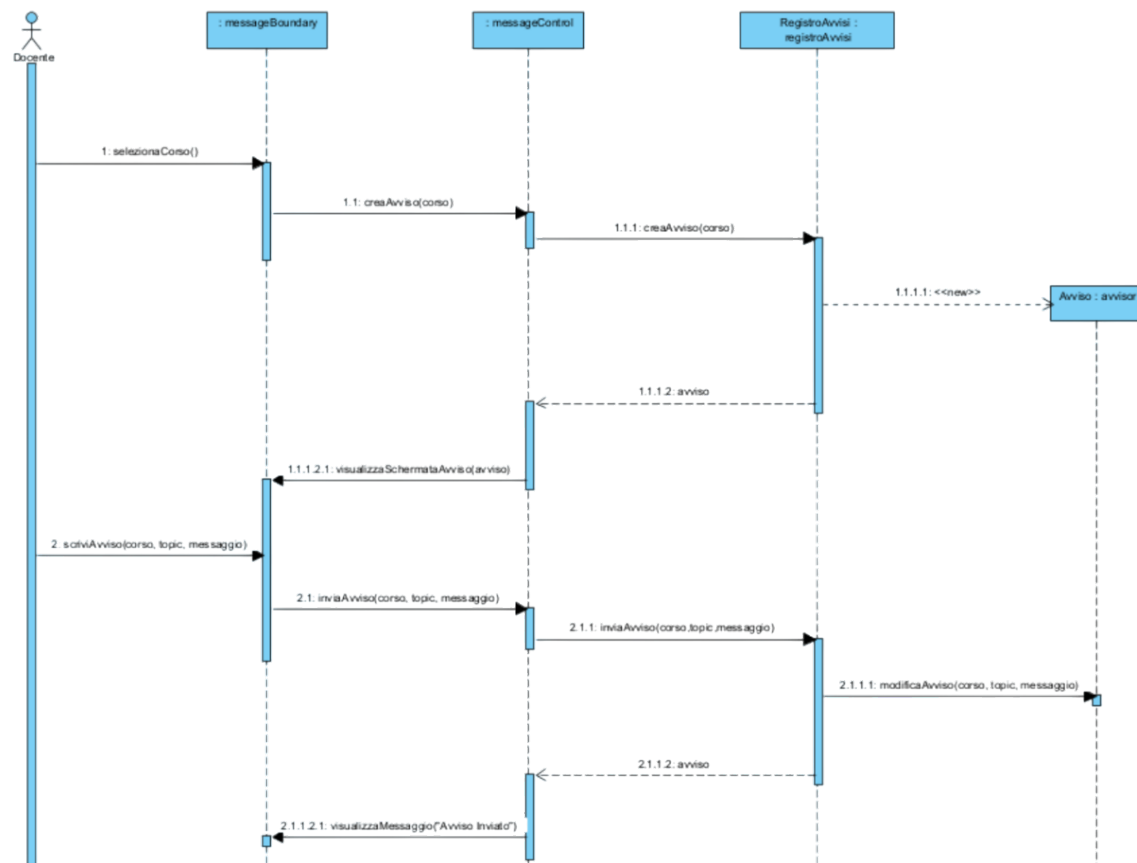 : messageBoundary
: messageControl
RegistroAvvisi :
registroAvvisi
Docente
1: selezionaCorso()
1.1: creaAvviso(corso)
1.1.1: creaAvviso(corso)
1.1.1.1: <<new>>
Avviso : avvisor
1.1.1.2: avviso
1.1.1.2.1: visualizzaSchermataAvviso(avviso)
2. scriviAvviso(corso, topic, messaggio)
2.1: inviaAvviso(corso, topic, messaggio)
2.1.1: inviaAvviso(corso,topic,messaggio)
2.1.1.1: modificaAvviso(corso, topic, messaggio)
2.1.1.2: avviso
2.1.1.2.1: visualizzaMessaggio("Avviso Inviato")